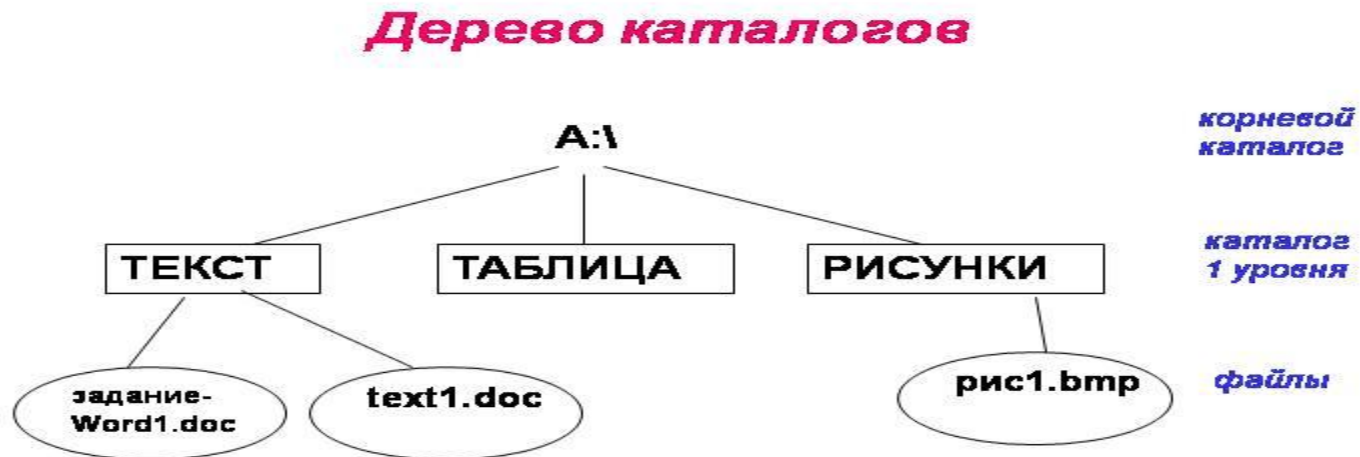 Дерево каталогов
A:\
корневой
каталог
ТЕКСТ
ТАБЛИЦА
РИСУНКИ
каталог
1 уровня
задание-
Word1.doc
text1.doc
рис1.bmp
файлы